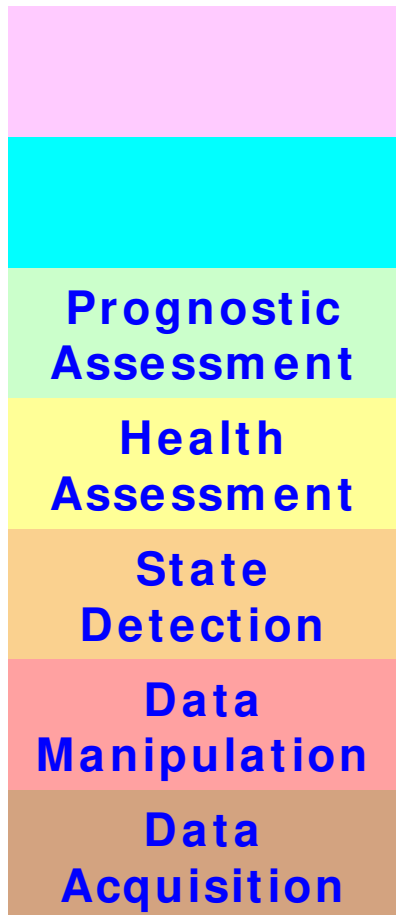 Prognostic
Assessment
Health
Assessment
State
Detection
Data
Manipulation
Data
Acquisition